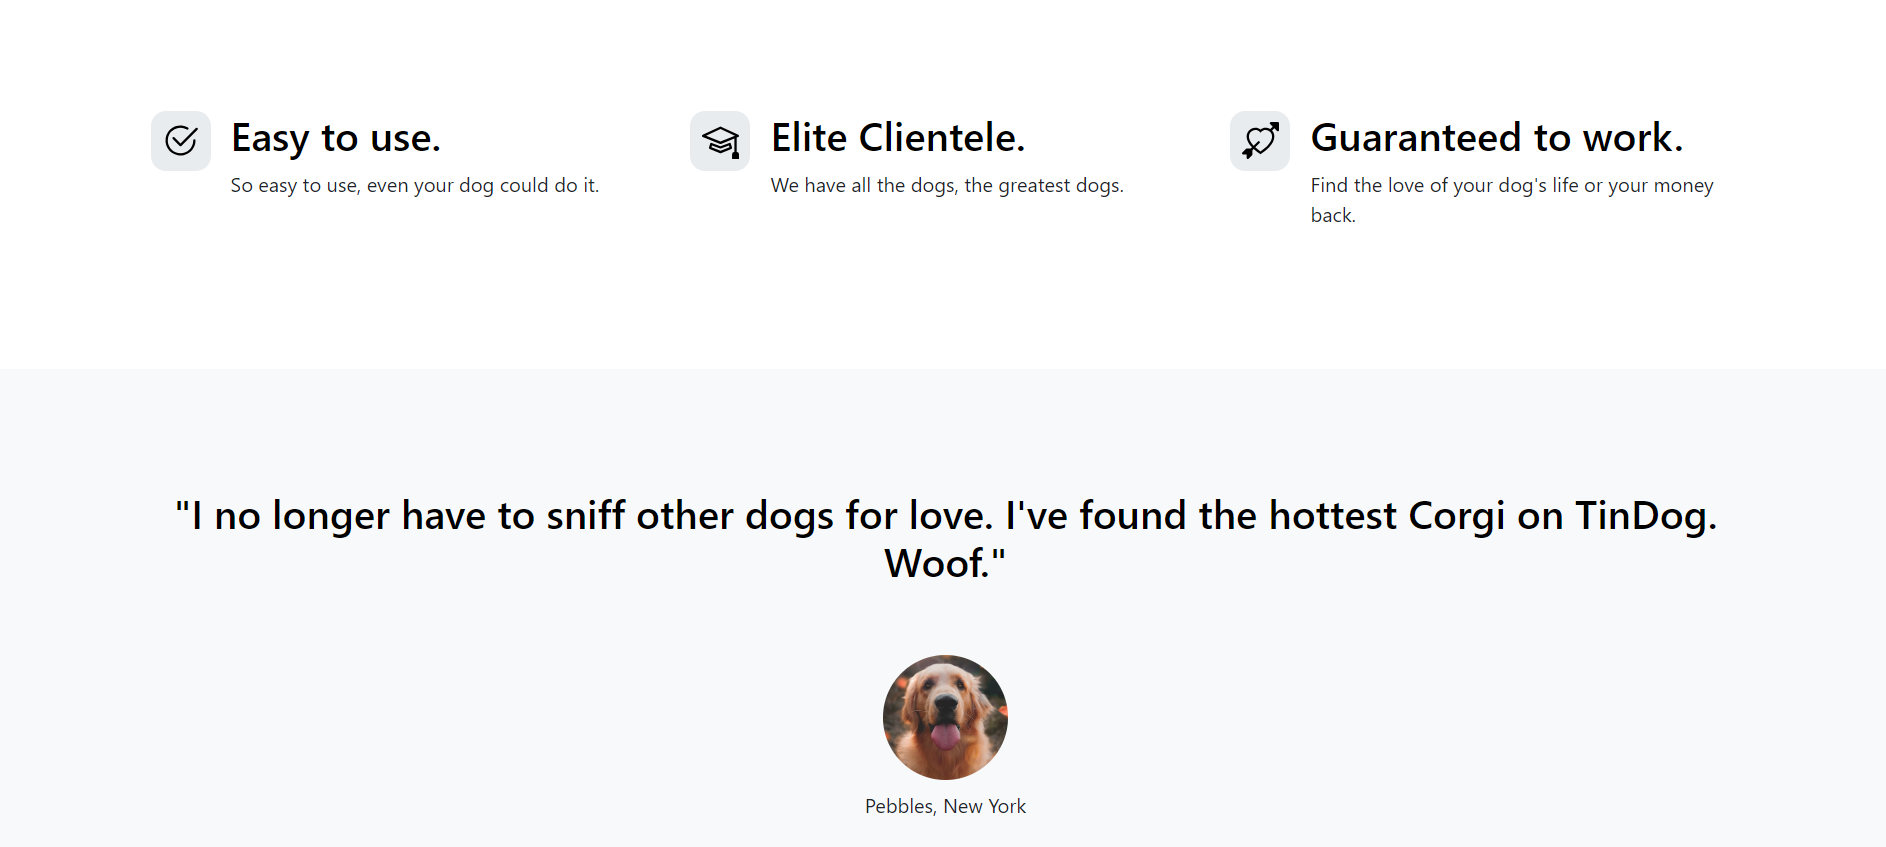 Easy to use.
So easy to use, even your dog could do it.
Elite Clientele.
We have all the dogs, the greatest dogs.
Guaranteed to work.
Find the love of your dog's life or your money
back.
"I no longer have to sniff other dogs for love. I've found the hottest Corgi on TinDog.
Woof."
Pebbles, New York